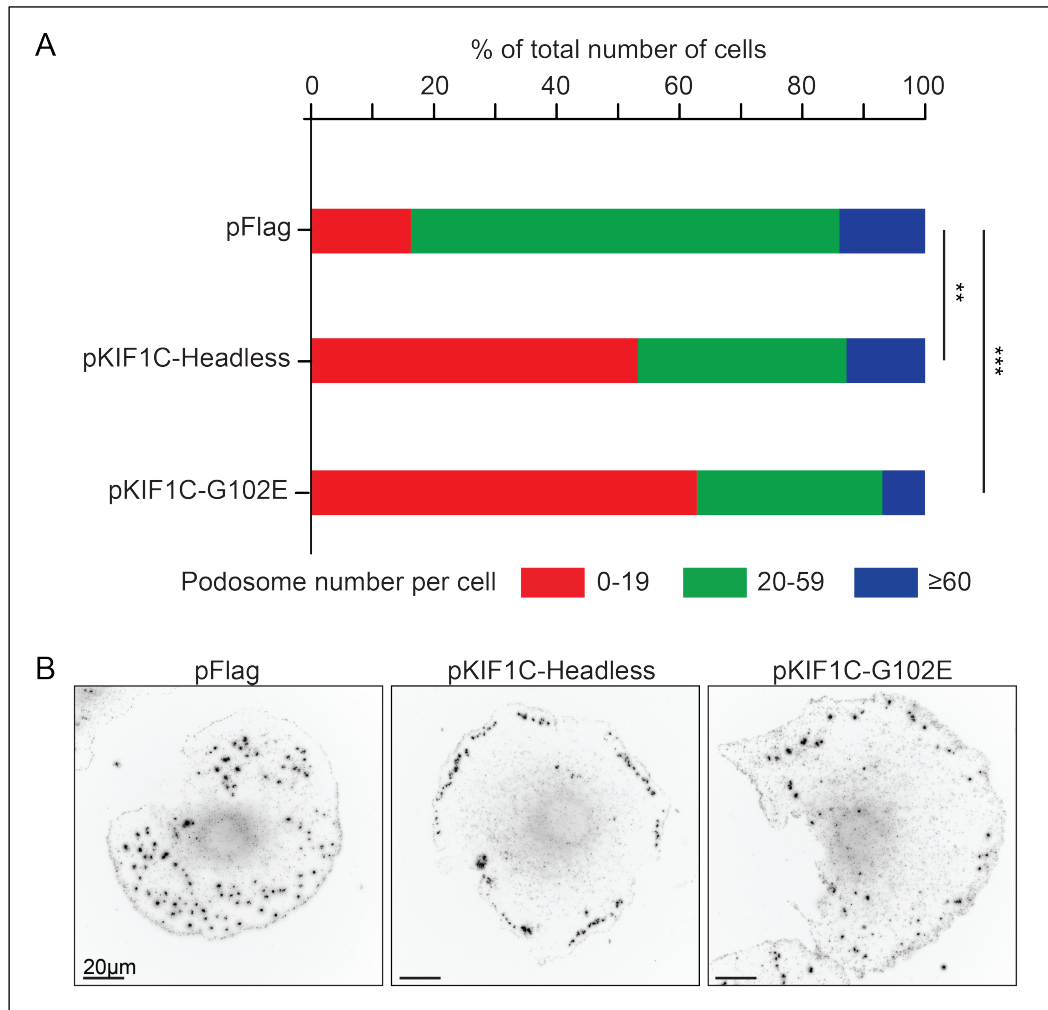 A
% of total number of cells
0 20 40 60 80 100
pFlag
**
pKIF1C-Headless
***
pKIF1C-G102E
Podosome number per cell 0-19 20-59 ≥60
B
pFlag pKIF1C-Headless pKIF1C-G102E
20µm